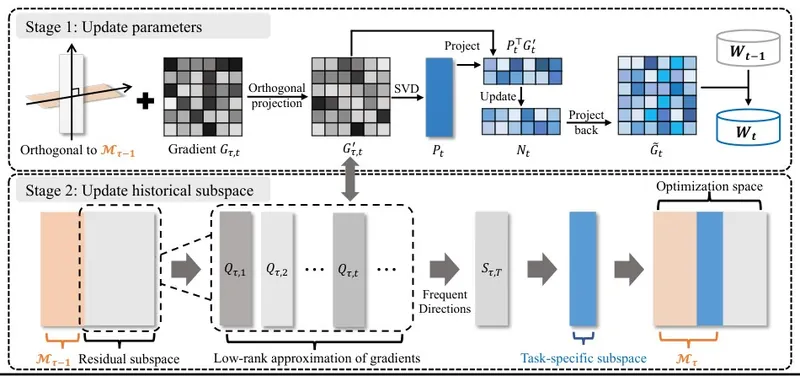 Stage 1: Update parameters
Orthogonal to 𝓜τ−1
Gradient Gτ,t
Orthogonal
projection
G′τ,t
SVD
Pt
Project
Pt⊤G′t
Update
Nt
Project
back
G̃t
Wt−1
Wt
Stage 2: Update historical subspace
𝓜τ−1
Residual subspace
Qτ,1
Qτ,2
...
Qτ,t
...
Low-rank approximation of gradients
Frequent
Directions
Sτ,T
Task-specific subspace
Optimization space
𝓜τ